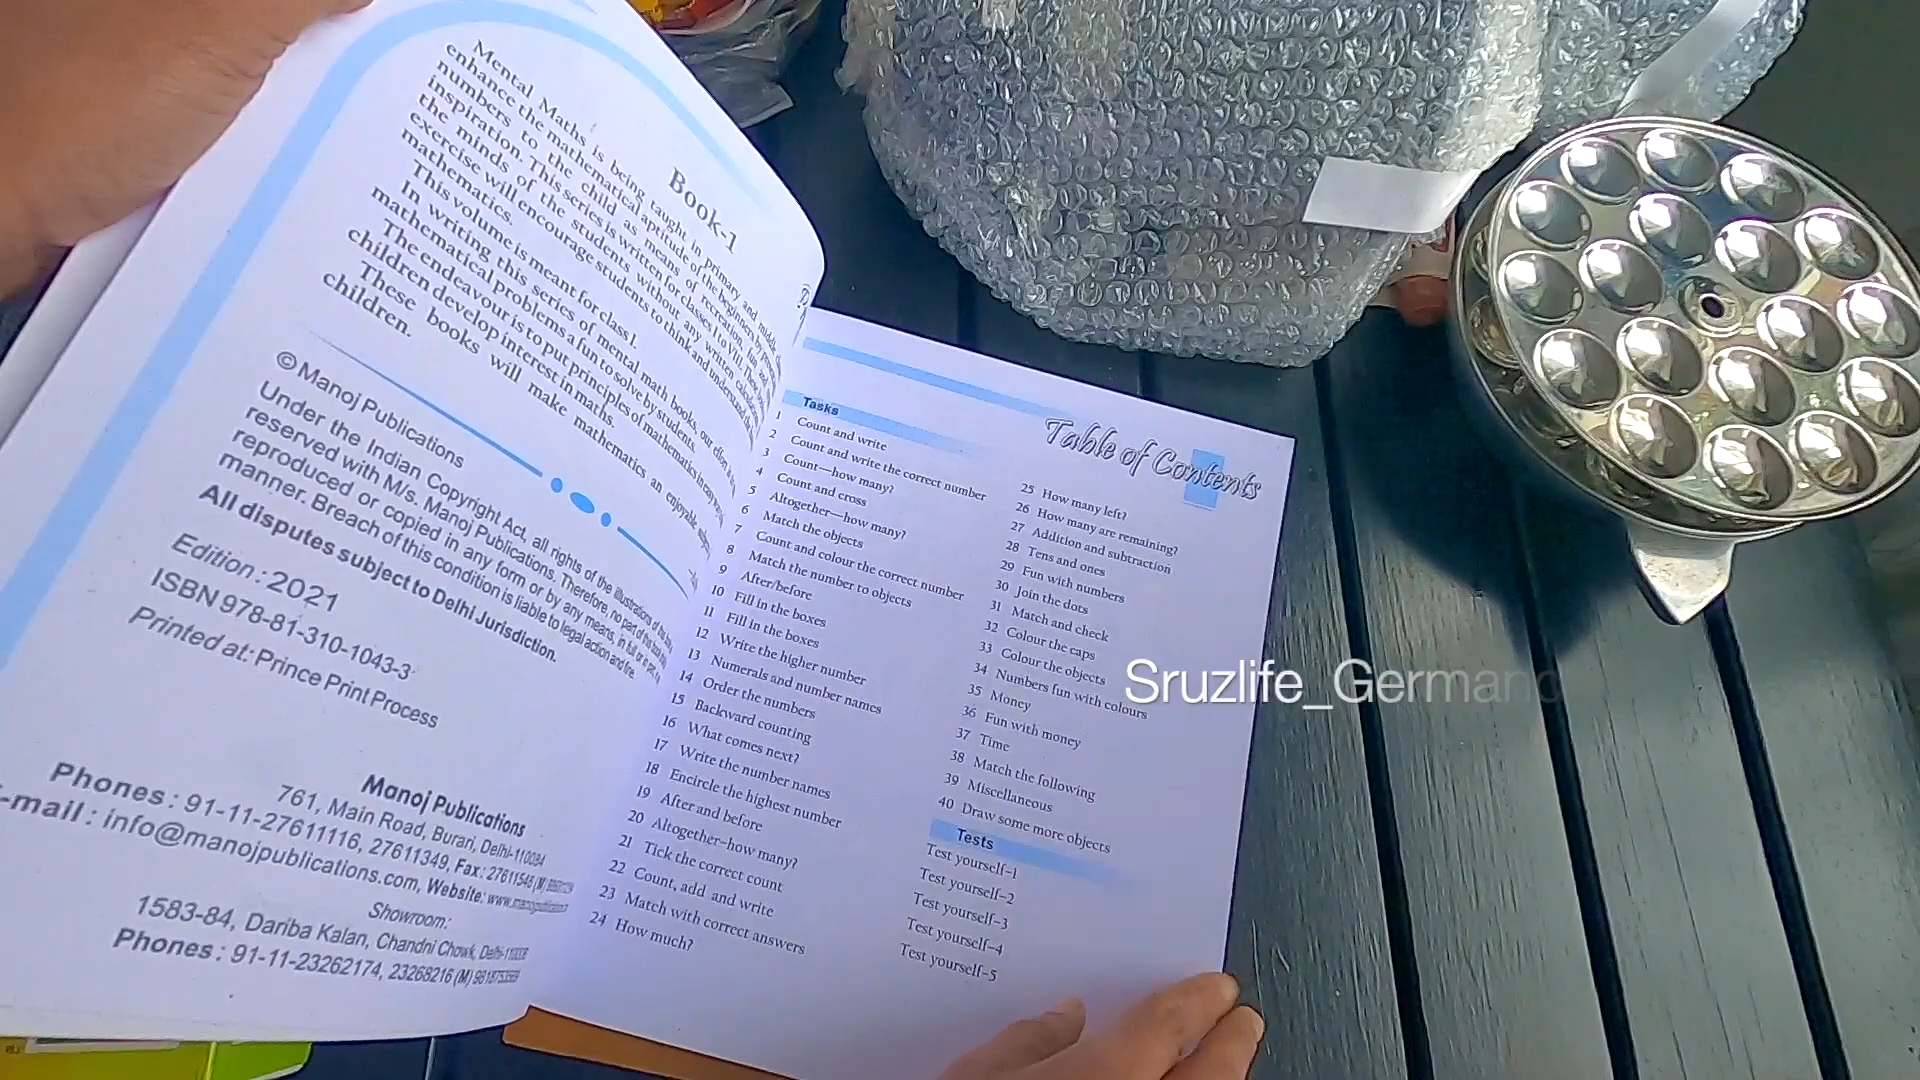 Book-1
Mental Maths is being taught in primary and middle
enhance the mathematical aptitude of the beginners
numbers to the child as means of recreation, fun and
inspiration. This series is written for classes I to VIII.
the minds of the students without any written
exercise will encourage students to think and understand the
mathematics.
This volume is meant for class I.
In writing this series of mental math books, our effort is
mathematical problems a fun to solve by students.
The endeavour is to put principles of mathematics in easy way
children develop interest in maths.
These books will make mathematics an enjoyable
children.
©Manoj Publications
Under the Indian Copyright Act, all rights of the illustrations of
reserved with M/s. Manoj Publications. Therefore, no part of this
reproduced or copied in any form or by any means, in full or in part.
manner. Breach of this condition is liable to legal action and fine.
All disputes subject to Delhi Jurisdiction.
Edition : 2021
ISBN 978-81-310-1043-3
Printed at: Prince Print Process
Manoj Publications
761, Main Road, Burari, Delhi-110084
Phones : 91-11-27611116, 27611349, Fax : 27611546
-mail : info@manojpublications.com, Website:
Showroom:
1583-84, Dariba Kalan, Chandni Chowk, Delhi-
Phones : 91-11-23262174, 23268216 (M)
Table of Contents
Tasks
1 Count and write
2 Count and write the correct number
3 Count—how many?
4 Count and cross
5 Altogether—how many?
6 Match the objects
7 Count and colour the correct number
8 Match the number to objects
9 After/before
10 Fill in the boxes
11 Fill in the boxes
12 Write the higher number
13 Numerals and number names
14 Order the numbers
15 Backward counting
16 What comes next?
17 Write the number names
18 Encircle the highest number
19 After and before
20 Altogether–how many?
21 Tick the correct count
22 Count, add and write
23 Match with correct answers
24 How much?
25 How many left?
26 How many are remaining?
27 Addition and subtraction
28 Tens and ones
29 Fun with numbers
30 Join the dots
31 Match and check
32 Colour the caps
33 Colour the objects
34 Numbers fun with colours
35 Money
36 Fun with money
37 Time
38 Match the following
39 Miscellaneous
40 Draw some more objects
Tests
Test yourself–1
Test yourself–2
Test yourself–3
Test yourself–4
Test yourself–5
Sruzlife_Germany